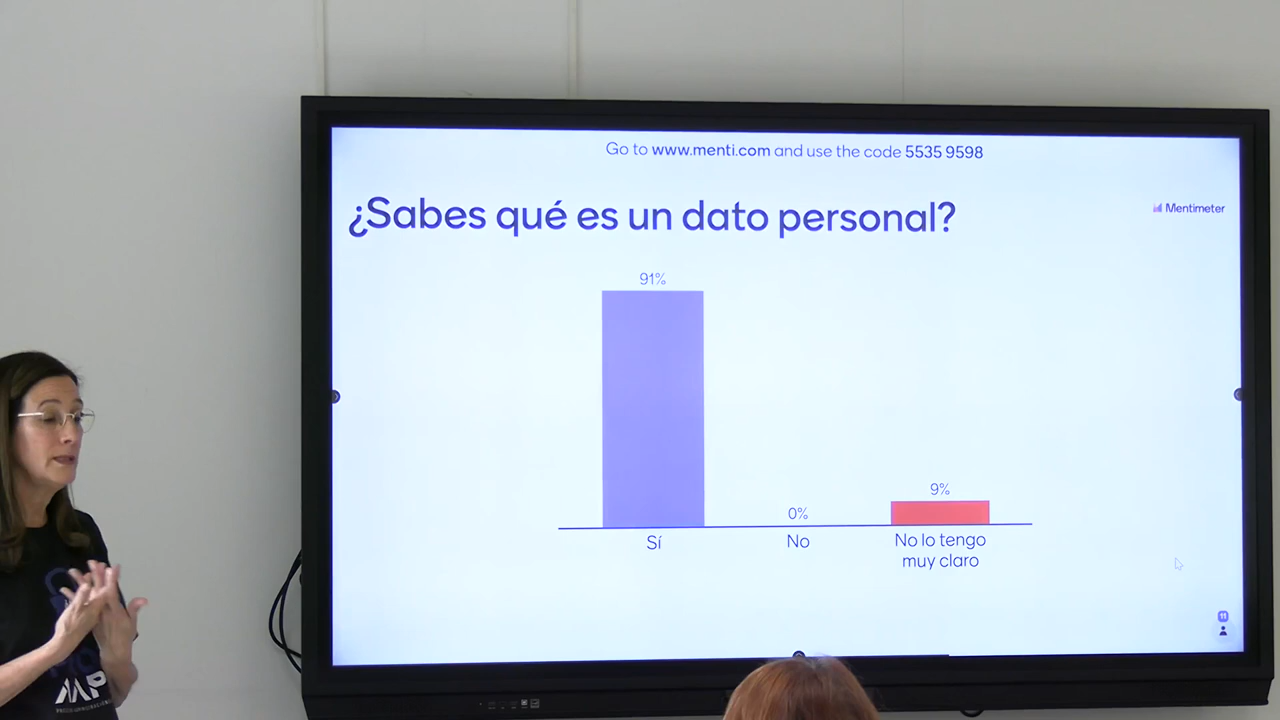 Go to www.menti.com and use the code 5535 9598
¿Sabes qué es un dato personal?
Mentimeter
91%
9%
0%
Sí
No
No lo tengo
muy claro
11